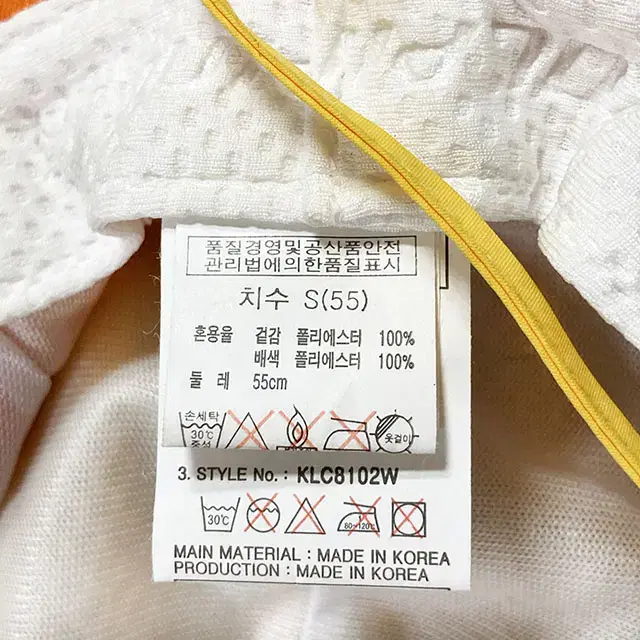 품질경영및공산품안전
관리법에의한품질표시
치수 S(55)
혼용율 겉감 폴리에스터 100%
배색 폴리에스터 100%
둘 레 55cm
손세탁
30℃
중성
옷걸이
3. STYLE No. : KLC8102W
30℃
80~120℃
MAIN MATERIAL : MADE IN KOREA
PRODUCTION : MADE IN KOREA